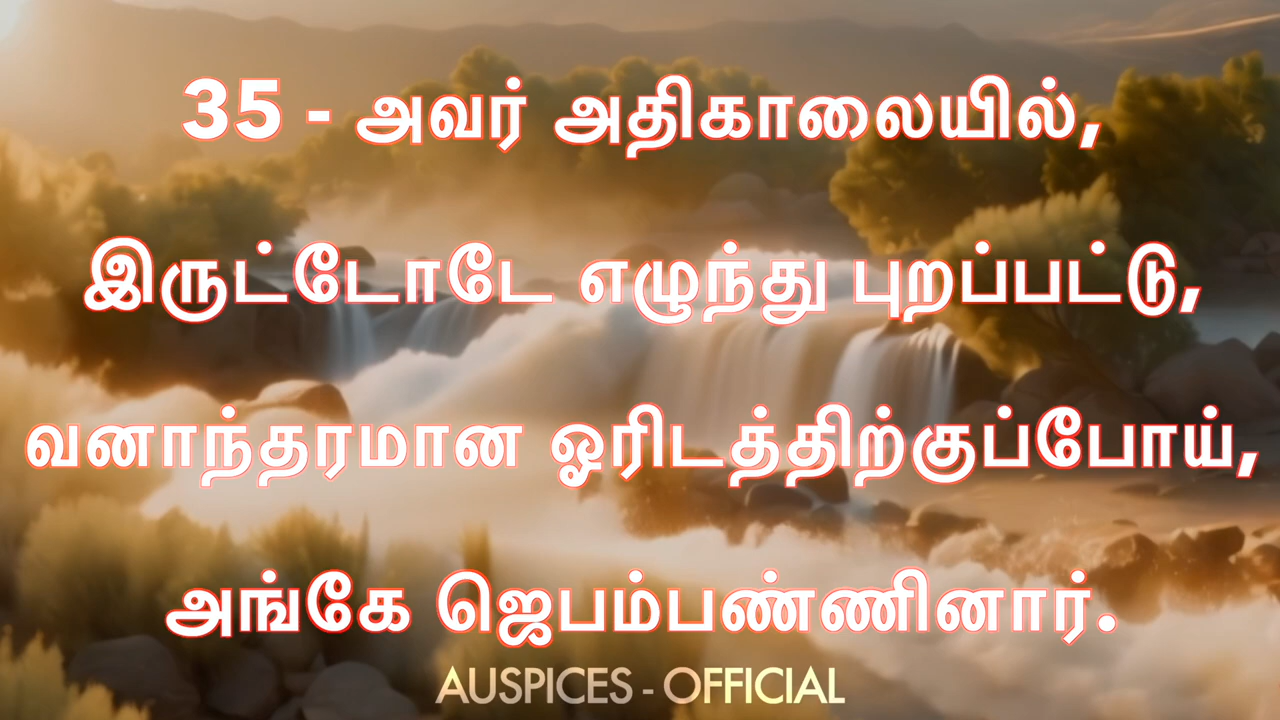 35 - அவர் அதிகாலையில்,
இருட்டோடே எழுந்து புறப்பட்டு,
வனாந்தரமான ஓரிடத்திற்குப்போய்,
அங்கே ஜெபம்பண்ணினார்.
AUSPICES - OFFICIAL